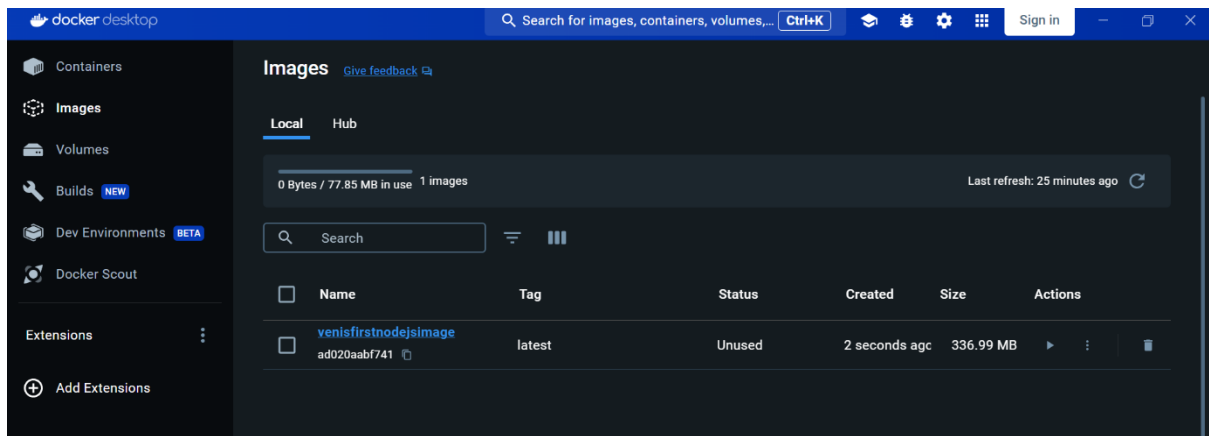 docker desktop
Search for images, containers, volumes,... Ctrl+K
Sign in
Containers
Images
Volumes
Builds NEW
Dev Environments BETA
Docker Scout
Extensions
Add Extensions
Images Give feedback
Local Hub
0 Bytes / 77.85 MB in use 1 images
Last refresh: 25 minutes ago
Search
Name Tag Status Created Size Actions
venisfirstnodejsimage
ad020aabf741
latest Unused 2 seconds ago 336.99 MB